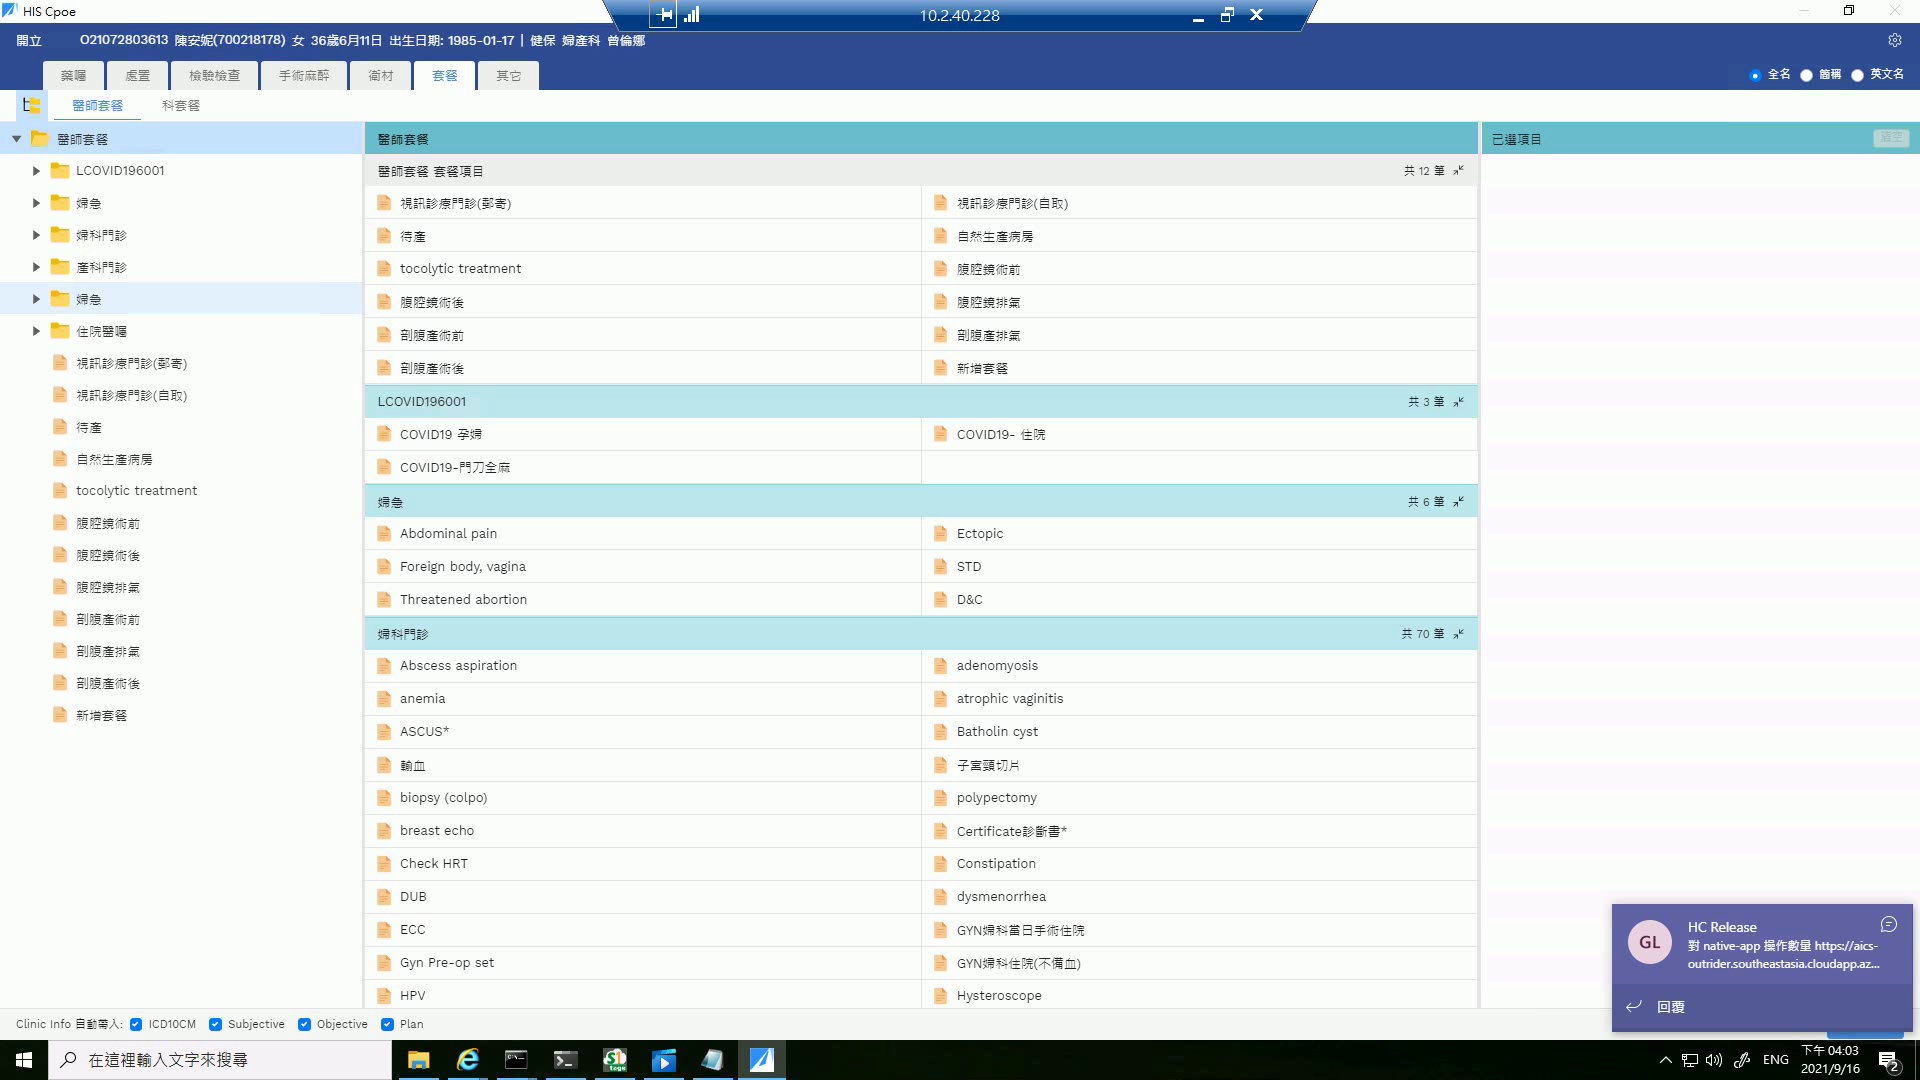 HIS Cpoe
10.2.40.228
開立 O21072803613 陳安妮(700218178) 女 36歲6月11日 出生日期: 1985-01-17 | 健保 婦產科 曾倫娜
藥囑 處置 檢驗檢查 手術麻醉 衛材 套餐 其它
全名 簡稱 英文名
醫師套餐 科套餐
醫師套餐
LCOVID196001
婦急
婦科門診
產科門診
婦急
住院醫囑
視訊診療門診(郵寄)
視訊診療門診(自取)
待產
自然生產病房
tocolytic treatment
腹腔鏡術前
腹腔鏡術後
腹腔鏡排氣
剖腹產術前
剖腹產排氣
剖腹產術後
新增套餐
醫師套餐
醫師套餐 套餐項目 共 12 筆
視訊診療門診(郵寄) 視訊診療門診(自取)
待產 自然生產病房
tocolytic treatment 腹腔鏡術前
腹腔鏡術後 腹腔鏡排氣
剖腹產術前 剖腹產排氣
剖腹產術後 新增套餐
LCOVID196001 共 3 筆
COVID19 孕婦 COVID19- 住院
COVID19-門刀全麻
婦急 共 6 筆
Abdominal pain Ectopic
Foreign body, vagina STD
Threatened abortion D&C
婦科門診 共 70 筆
Abscess aspiration adenomyosis
anemia atrophic vaginitis
ASCUS* Batholin cyst
輸血 子宮頸切片
biopsy (colpo) polypectomy
breast echo Certificate診斷書*
Check HRT Constipation
DUB dysmenorrhea
ECC GYN婦科當日手術住院
Gyn Pre-op set GYN婦科住院(不備血)
HPV Hysteroscope
已選項目 清空
HC Release
GL
對 native-app 操作數量 https://aics-
outrider.southeastasia.cloudapp.az...
回覆
Clinic Info 自動帶入: ICD10CM Subjective Objective Plan
在這裡輸入文字來搜尋
ENG
下午 04:03
2021/9/16
2